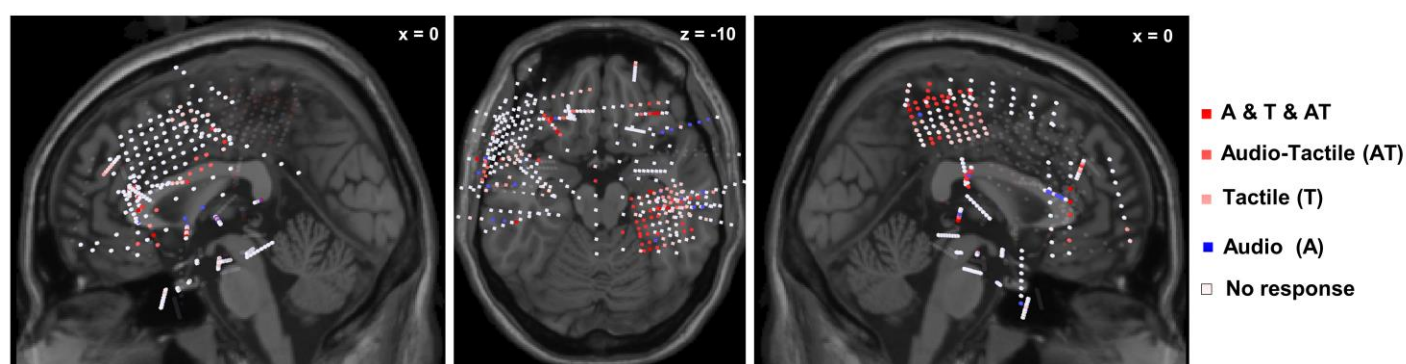 x = 0
z = -10
x = 0
A & T & AT
Audio-Tactile (AT)
Tactile (T)
Audio (A)
No response